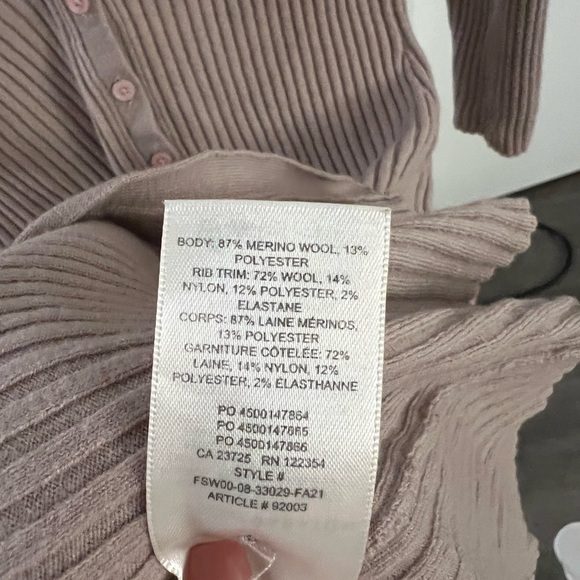 BODY: 87% MERINO WOOL, 13%
POLYESTER
RIB TRIM: 72% WOOL, 14%
NYLON, 12% POLYESTER, 2%
ELASTANE
CORPS: 87% LAINE MÉRINOS,
13% POLYESTER
GARNITURE CÔTELÉE: 72%
LAINE, 14% NYLON, 12%
POLYESTER, 2% ÉLASTHANNE
PO 4500147864
PO 4500147865
PO 4500147866
CA 23725 RN 122354
STYLE #
FSW00-08-33029-FA21
ARTICLE # 92003